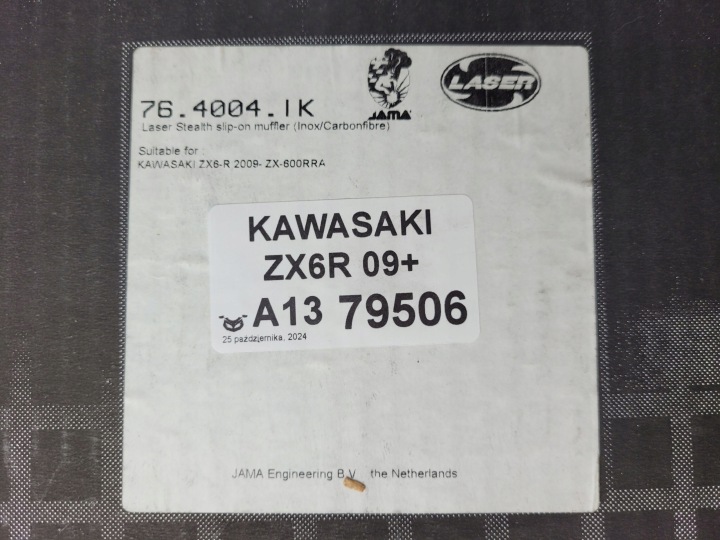 JAMA
LASER
76.4004.IK
Laser Stealth slip-on muffler (Inox/Carbonfibre)
Suitable for :
KAWASAKI ZX6-R 2009- ZX-600RRA
KAWASAKI
ZX6R 09+
A13 79506
25 października, 2024
JAMA Engineering B.V. the Netherlands